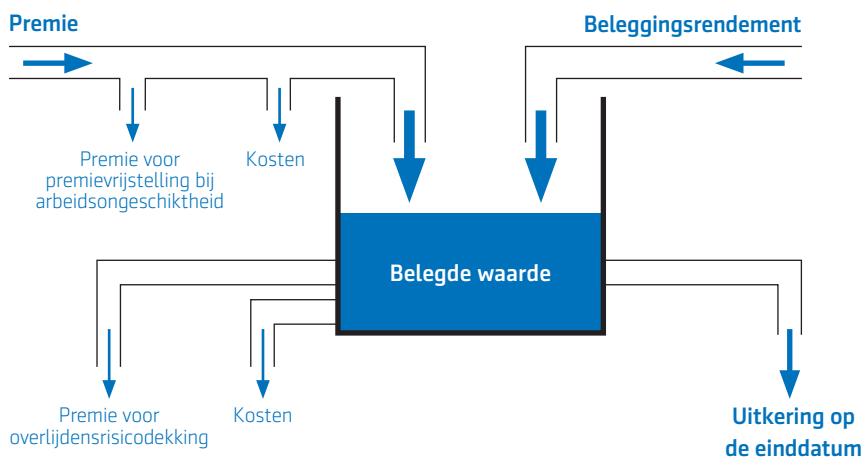 Premie
Beleggingsrendement
Premie voor
premievrijstelling bij
arbeidsongeschiktheid
Kosten
Belegde waarde
Premie voor
overlijdensrisicodekking
Kosten
Uitkering op
de einddatum